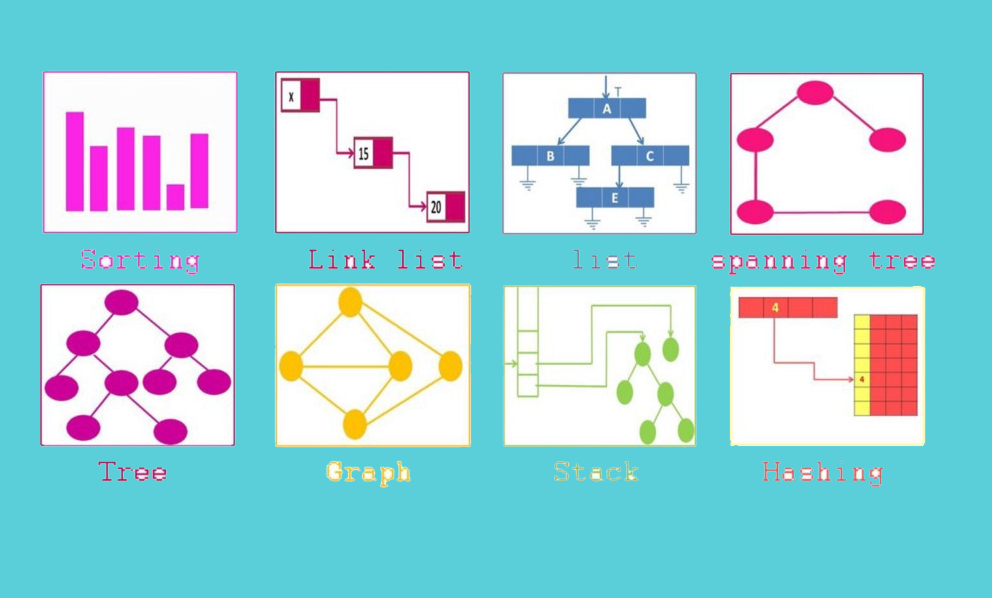 x
15
20
T
A
B C
E
Sorting
Link list
list
spanning tree
4
4
Tree
Graph
Stack
Hashing